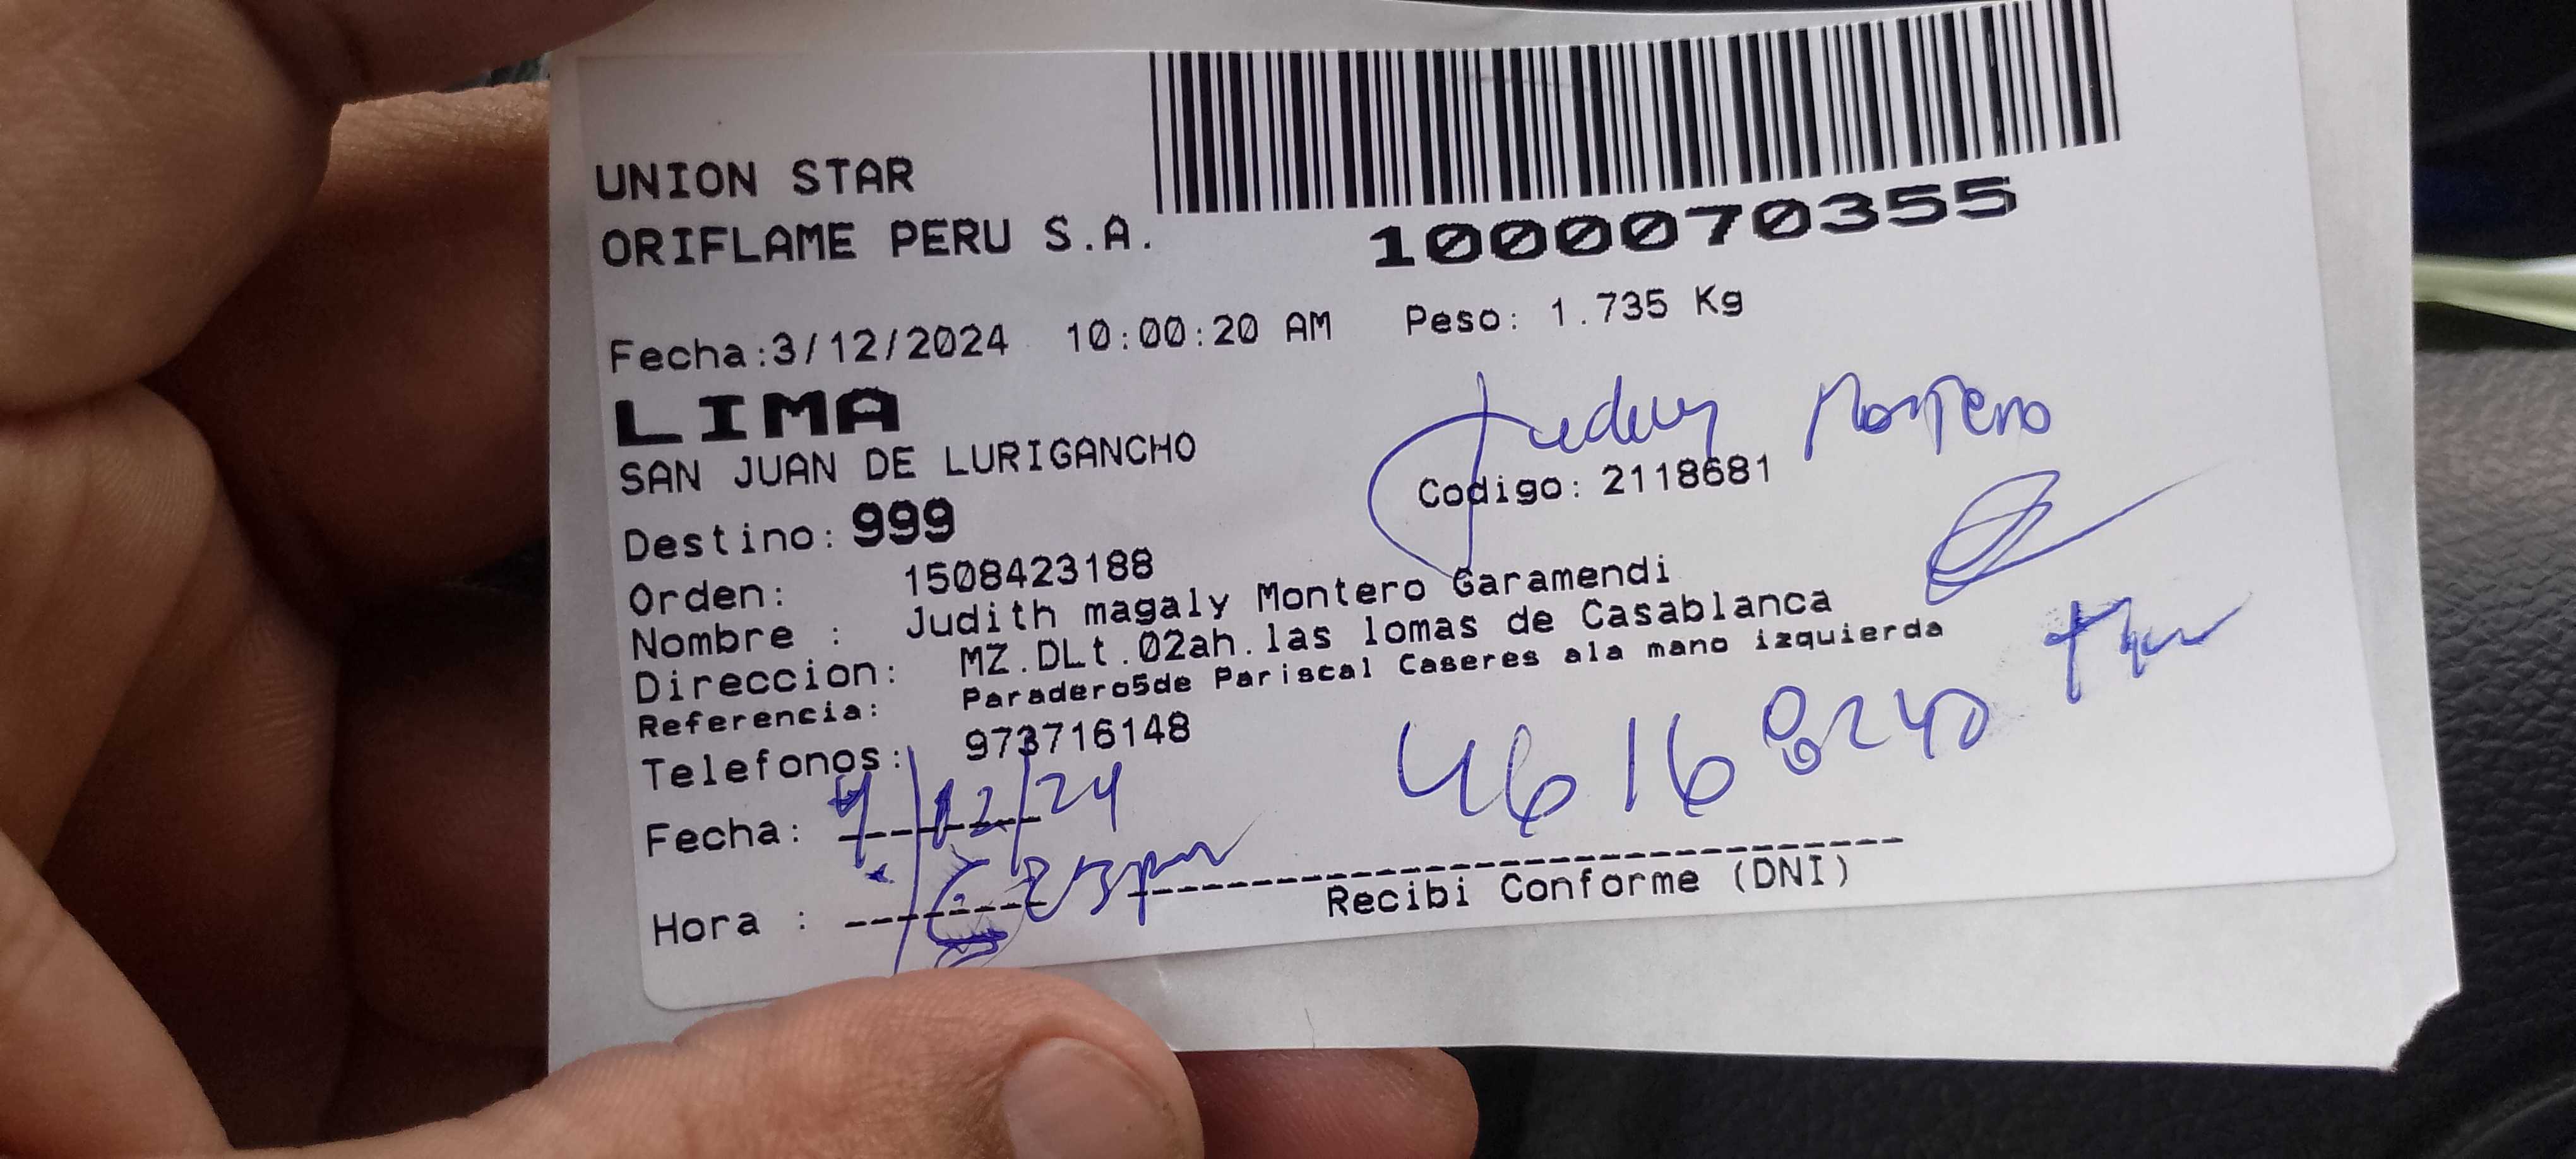 UNION STAR
ORIFLAME PERU S.A.
1000070355
Fecha:3/12/2024 10:00:20 AM Peso: 1.735 Kg
LIMA
SAN JUAN DE LURIGANCHO
Montero
Codigo: 2118681
Destino: 999
Orden: 1508423188
Nombre : Judith magaly Montero Garamendi
Direccion: MZ.DLt.02ah.las lomas de Casablanca
Referencia: Paradero5de Pariscal Caseres ala mano izquierda
Telefonos: 973716148
Fecha: 4/12/24
Hora :
Recibi Conforme (DNI)